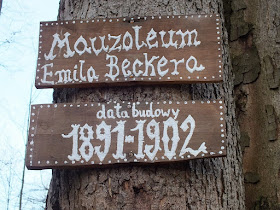 Mauzoleum
Emila Beckera
data budowy
1891-1902